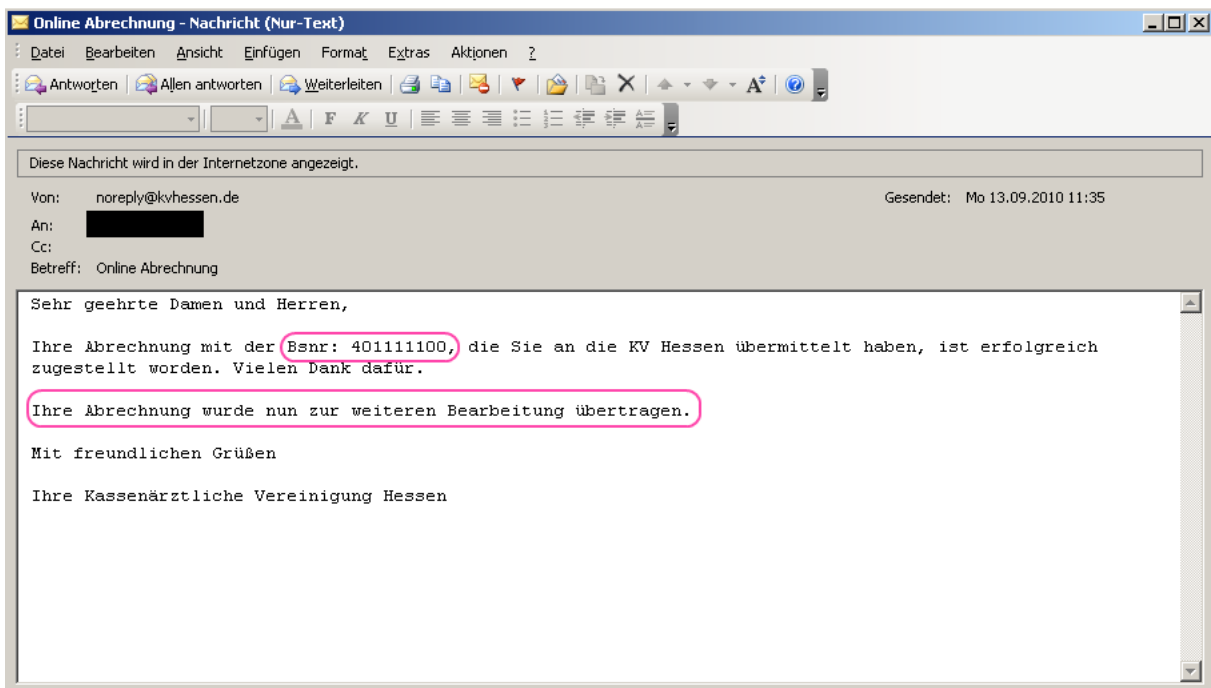 Online Abrechnung - Nachricht (Nur-Text)
Datei Bearbeiten Ansicht Einfügen Format Extras Aktionen ?
Antworten Allen antworten Weiterleiten
A F K U
Diese Nachricht wird in der Internetzone angezeigt.
Von: noreply@kvhessen.de Gesendet: Mo 13.09.2010 11:35
An:
Cc:
Betreff: Online Abrechnung
Sehr geehrte Damen und Herren,
Ihre Abrechnung mit der Bsnr: 401111100, die Sie an die KV Hessen übermittelt haben, ist erfolgreich
zugestellt worden. Vielen Dank dafür.
Ihre Abrechnung wurde nun zur weiteren Bearbeitung übertragen.
Mit freundlichen Grüßen
Ihre Kassenärztliche Vereinigung Hessen